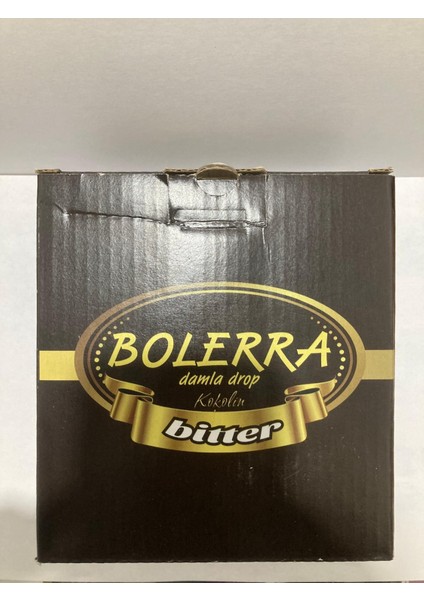 BOLERRA
damla drop
Kokolin
bitter